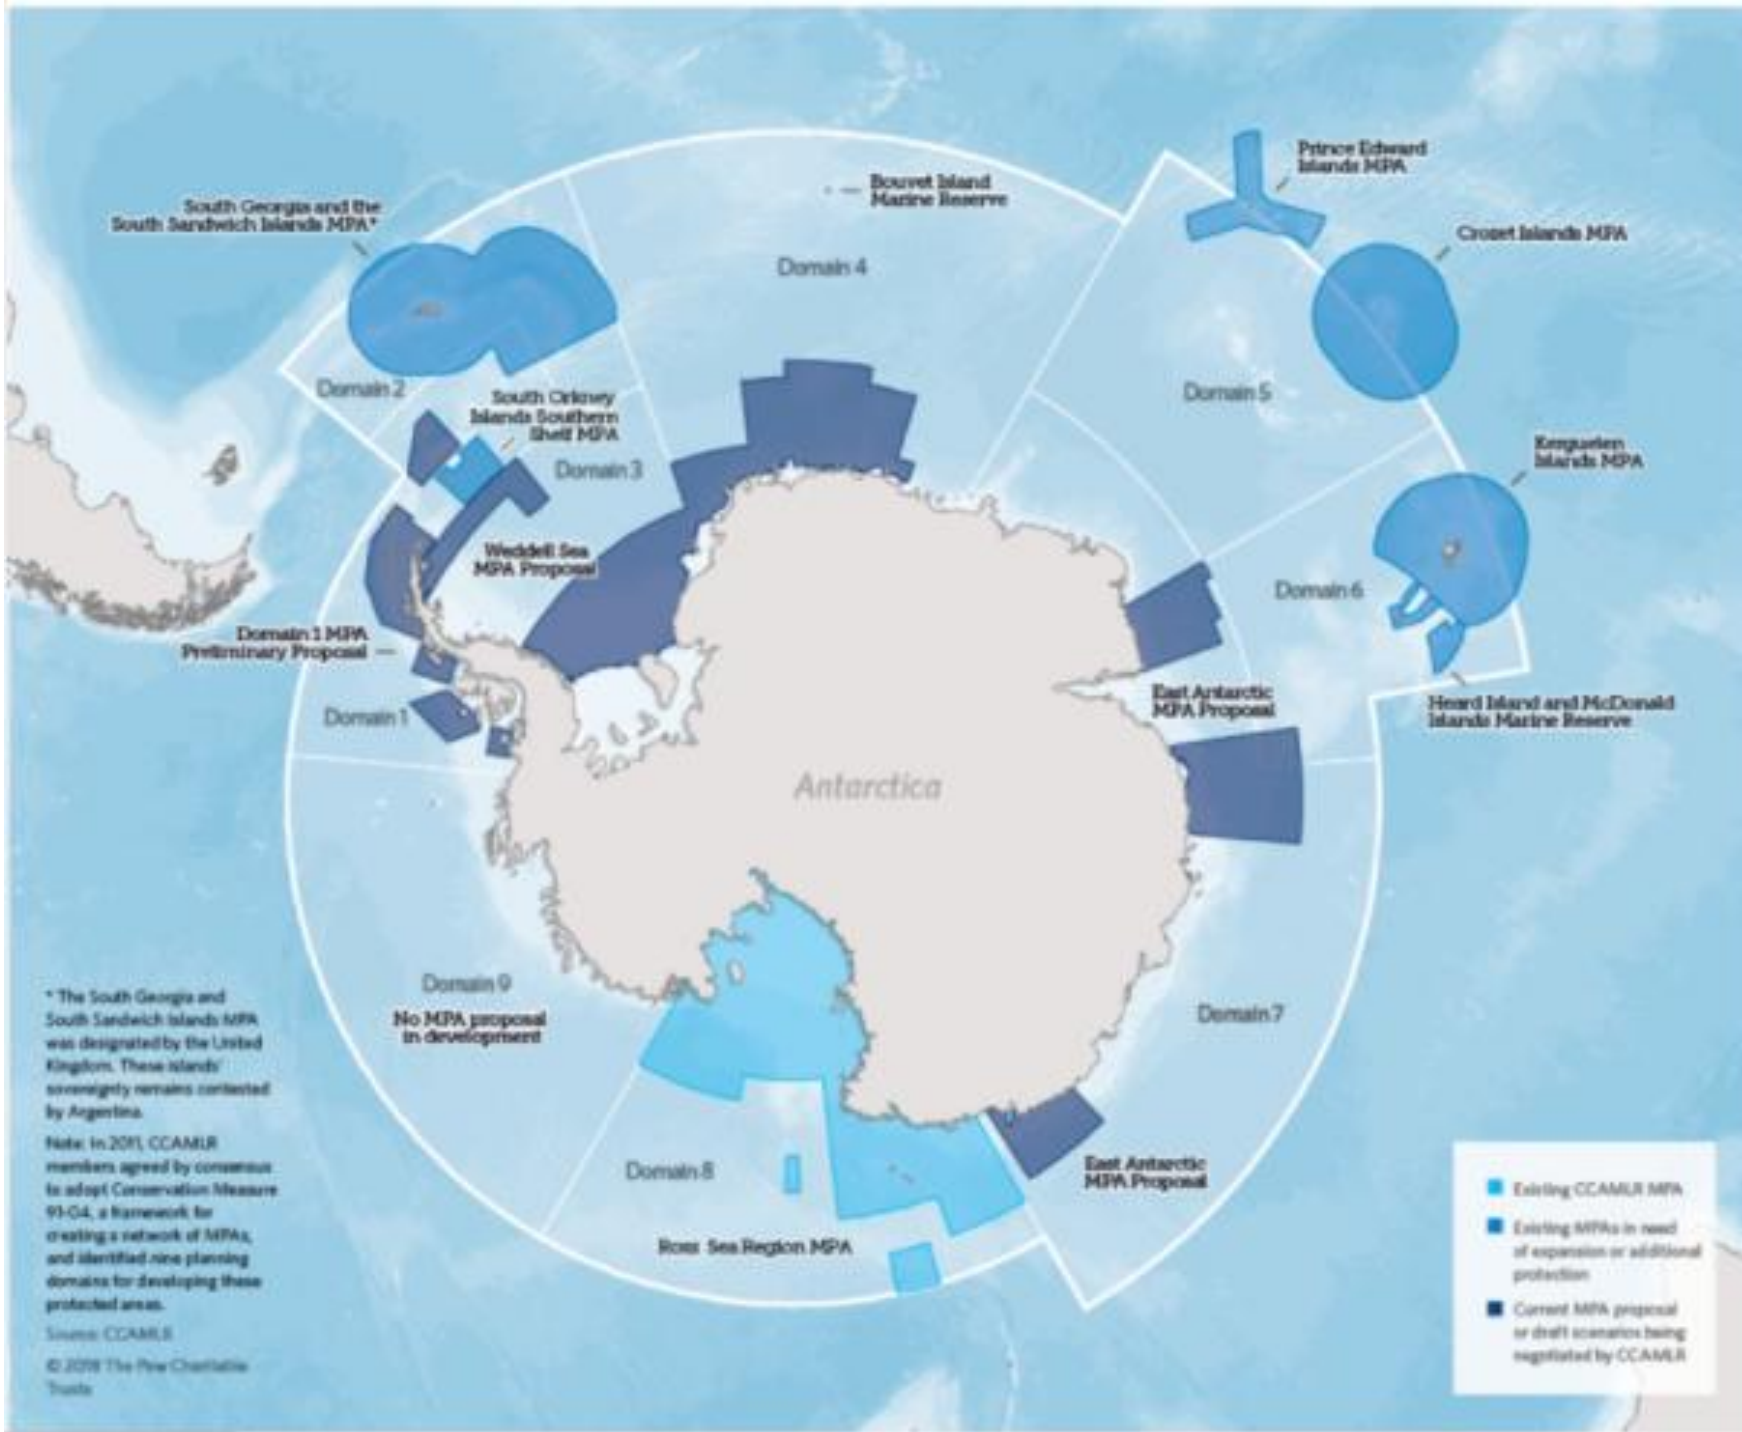 Prince Edward
Islands MPA
Bouvet Island
Marine Reserve
South Georgia and the
South Sandwich Islands MPA*
Crozet Islands MPA
Domain 4
Domain 2
South Orkney
Islands Southern
Shelf MPA
Domain 5
Domain 3
Kerguelen
Islands MPA
Weddell Sea
MPA Proposal
Domain 6
Domain 1 MPA
Preliminary Proposal
Domain 1
East Antarctic
MPA Proposal
Heard Island and McDonald
Islands Marine Reserve
Antarctica
Domain 9
No MPA proposal
in development
Domain 7
Domain 8
East Antarctic
MPA Proposal
Ross Sea Region MPA
* The South Georgia and
South Sandwich Islands MPA
was designated by the United
Kingdom. These islands'
sovereignty remains contested
by Argentina.
Note: In 2011, CCAMLR
members agreed by consensus
to adopt Conservation Measure
91-04, a framework for
creating a network of MPAs,
and identified nine planning
domains for developing these
protected areas.
Source: CCAMLR
© 2018 The Pew Charitable
Trusts
Existing CCAMLR MPA
Existing MPAs in need
of expansion or additional
protection
Current MPA proposal
or draft scenarios being
negotiated by CCAMLR